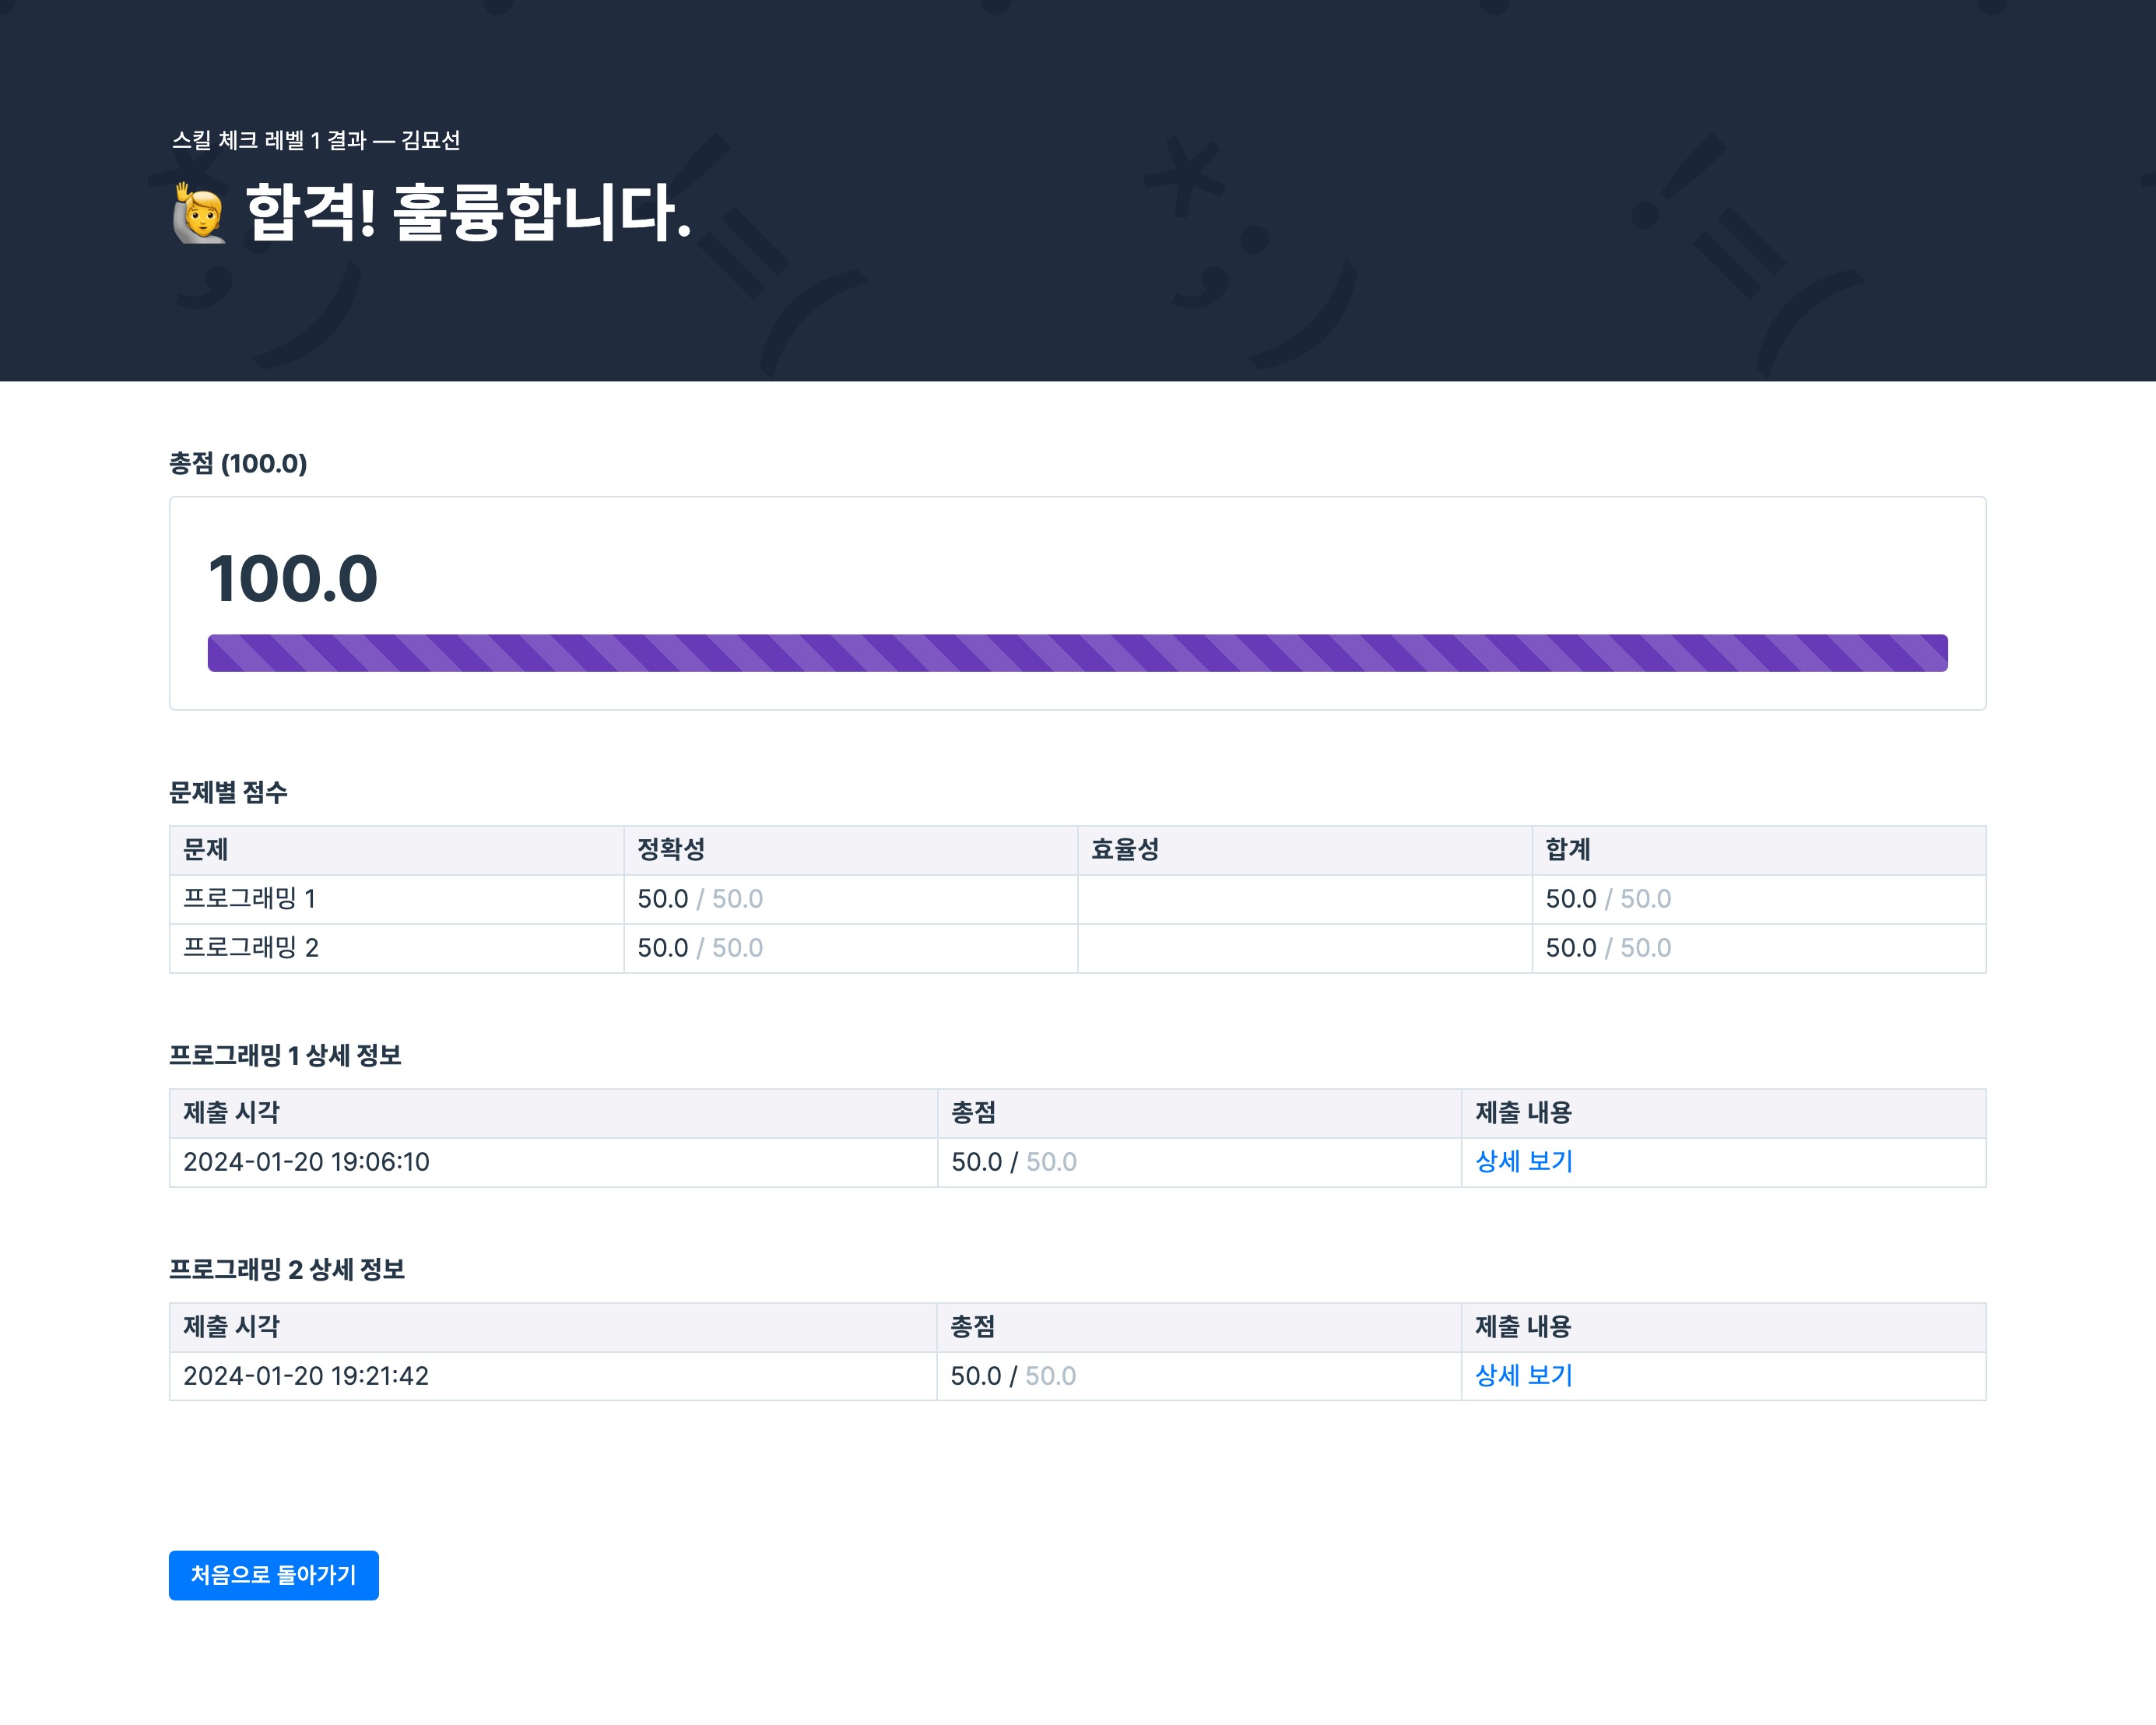 스킬 체크 레벨 1 결과 — 김묘선
🙋 합격! 훌륭합니다.
총점 (100.0)
100.0
문제별 점수
문제 정확성 효율성 합계
프로그래밍 1 50.0 / 50.0 50.0 / 50.0
프로그래밍 2 50.0 / 50.0 50.0 / 50.0
프로그래밍 1 상세 정보
제출 시각 총점 제출 내용
2024-01-20 19:06:10 50.0 / 50.0 상세 보기
프로그래밍 2 상세 정보
제출 시각 총점 제출 내용
2024-01-20 19:21:42 50.0 / 50.0 상세 보기
처음으로 돌아가기